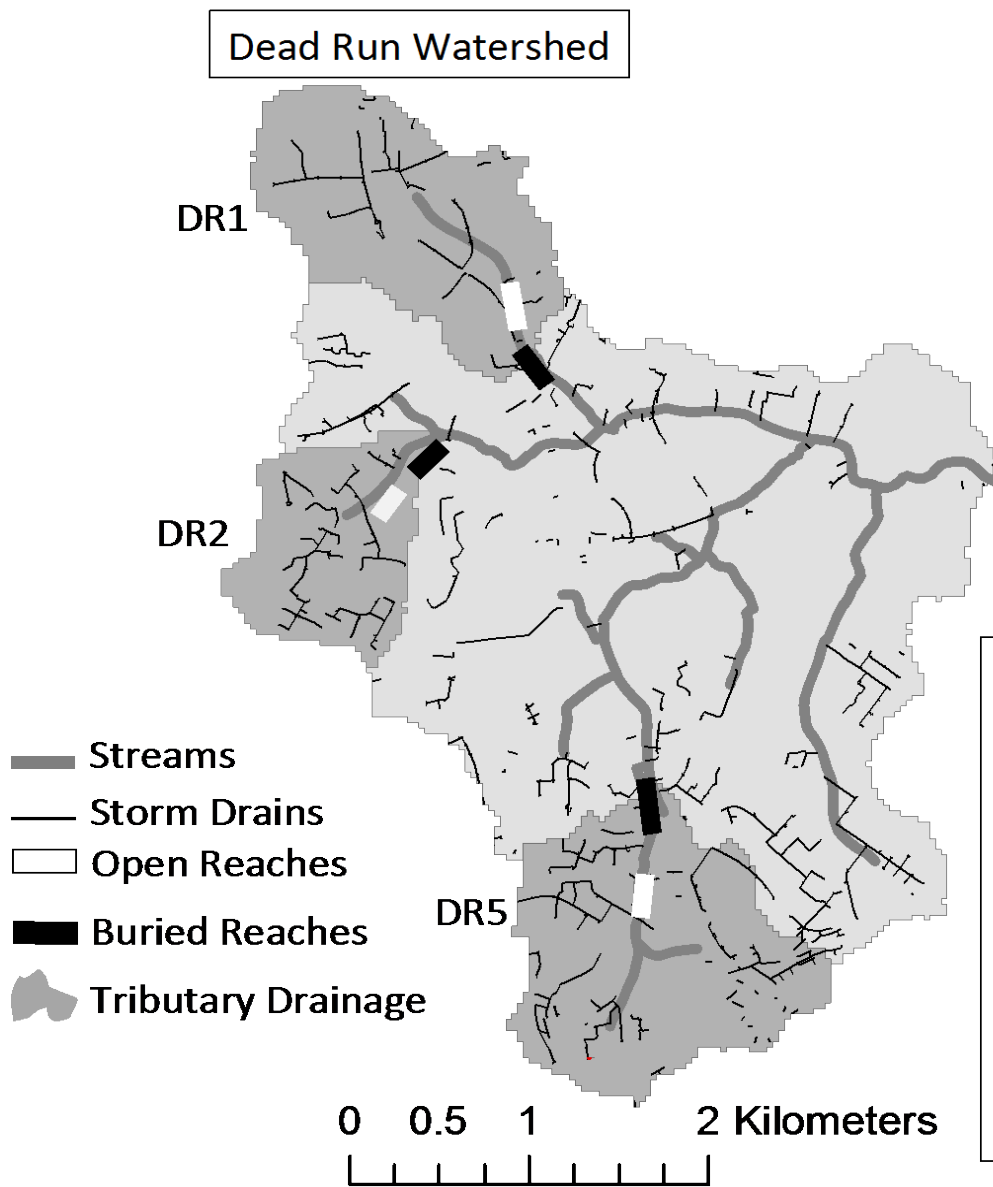 Dead Run Watershed
DR1
DR2
Streams
Storm Drains
Open Reaches
DR5
Buried Reaches
Tributary Drainage
0 0.5 1 2 Kilometers